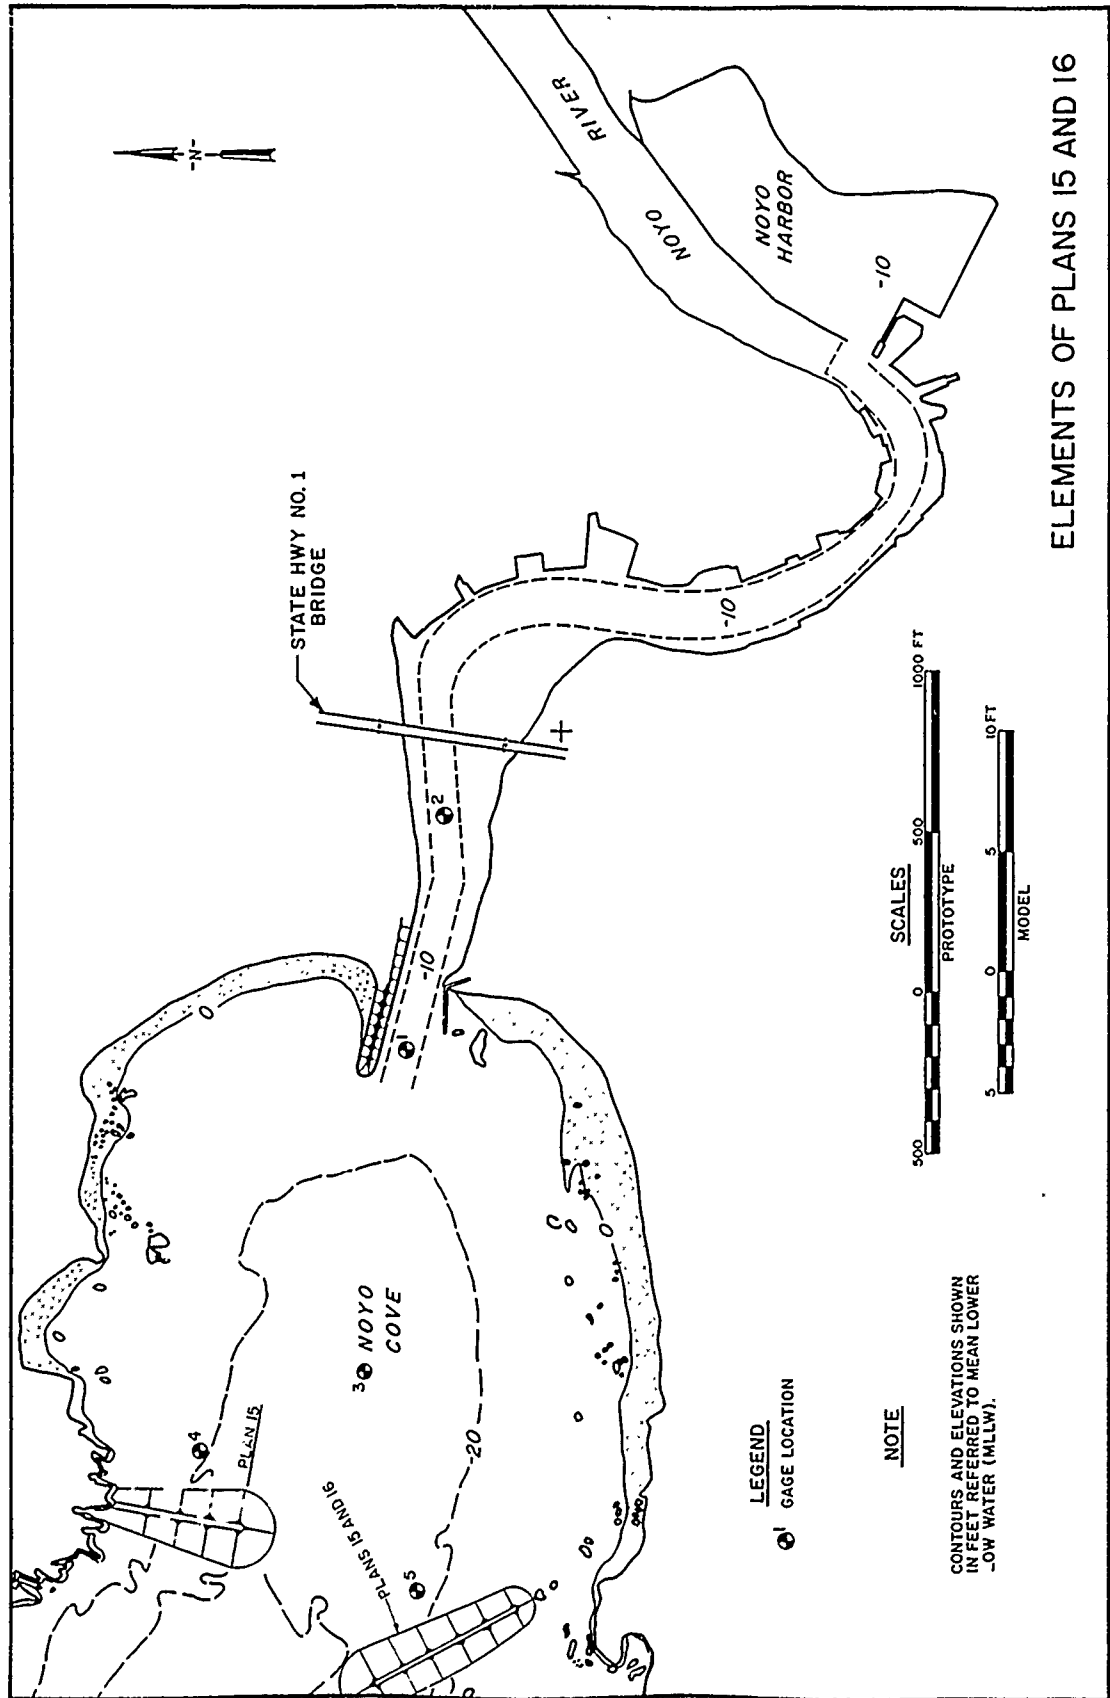 -N-
STATE HWY NO. 1
BRIDGE
NOYO RIVER
NOYO
HARBOR
-10
-10
-10
2
1
0
0
3
NOYO
COVE
4
PLAN 15
-20
5
PLANS 15 AND 16
LEGEND
1 GAGE LOCATION
NOTE
CONTOURS AND ELEVATIONS SHOWN
IN FEET REFERRED TO MEAN LOWER
LOW WATER (MLLW).
SCALES
500 0 500 1000 FT
PROTOTYPE
5 0 5 10 FT
MODEL
ELEMENTS OF PLANS 15 AND 16